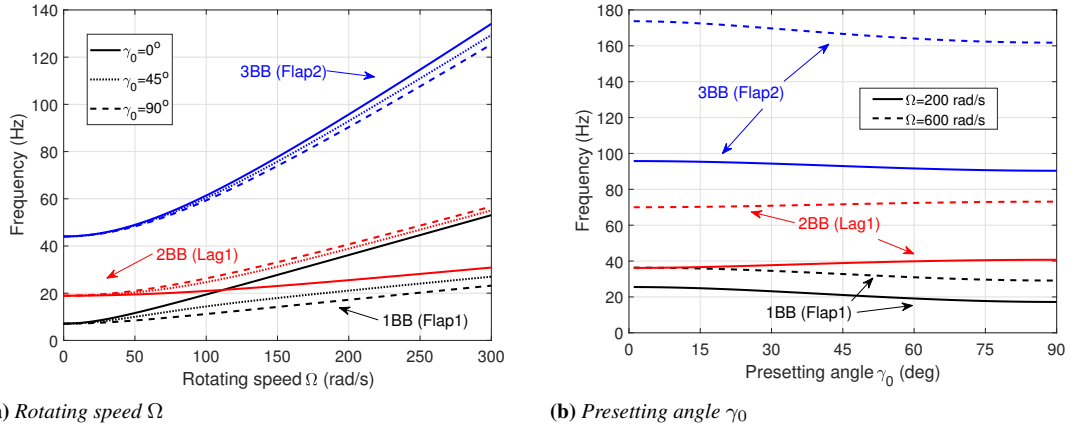 140
120
100
80
60
40
20
0
Frequency (Hz)
γ0=0°
γ0=45°
γ0=90°
3BB (Flap2)
2BB (Lag1)
1BB (Flap1)
0 50 100 150 200 250 300
Rotating speed Ω (rad/s)
) Rotating speed Ω
180
160
140
120
100
80
60
40
20
0
Frequency (Hz)
3BB (Flap2)
Ω=200 rad/s
Ω=600 rad/s
2BB (Lag1)
1BB (Flap1)
0 15 30 45 60 75 90
Presetting angle γ0 (deg)
(b) Presetting angle γ0